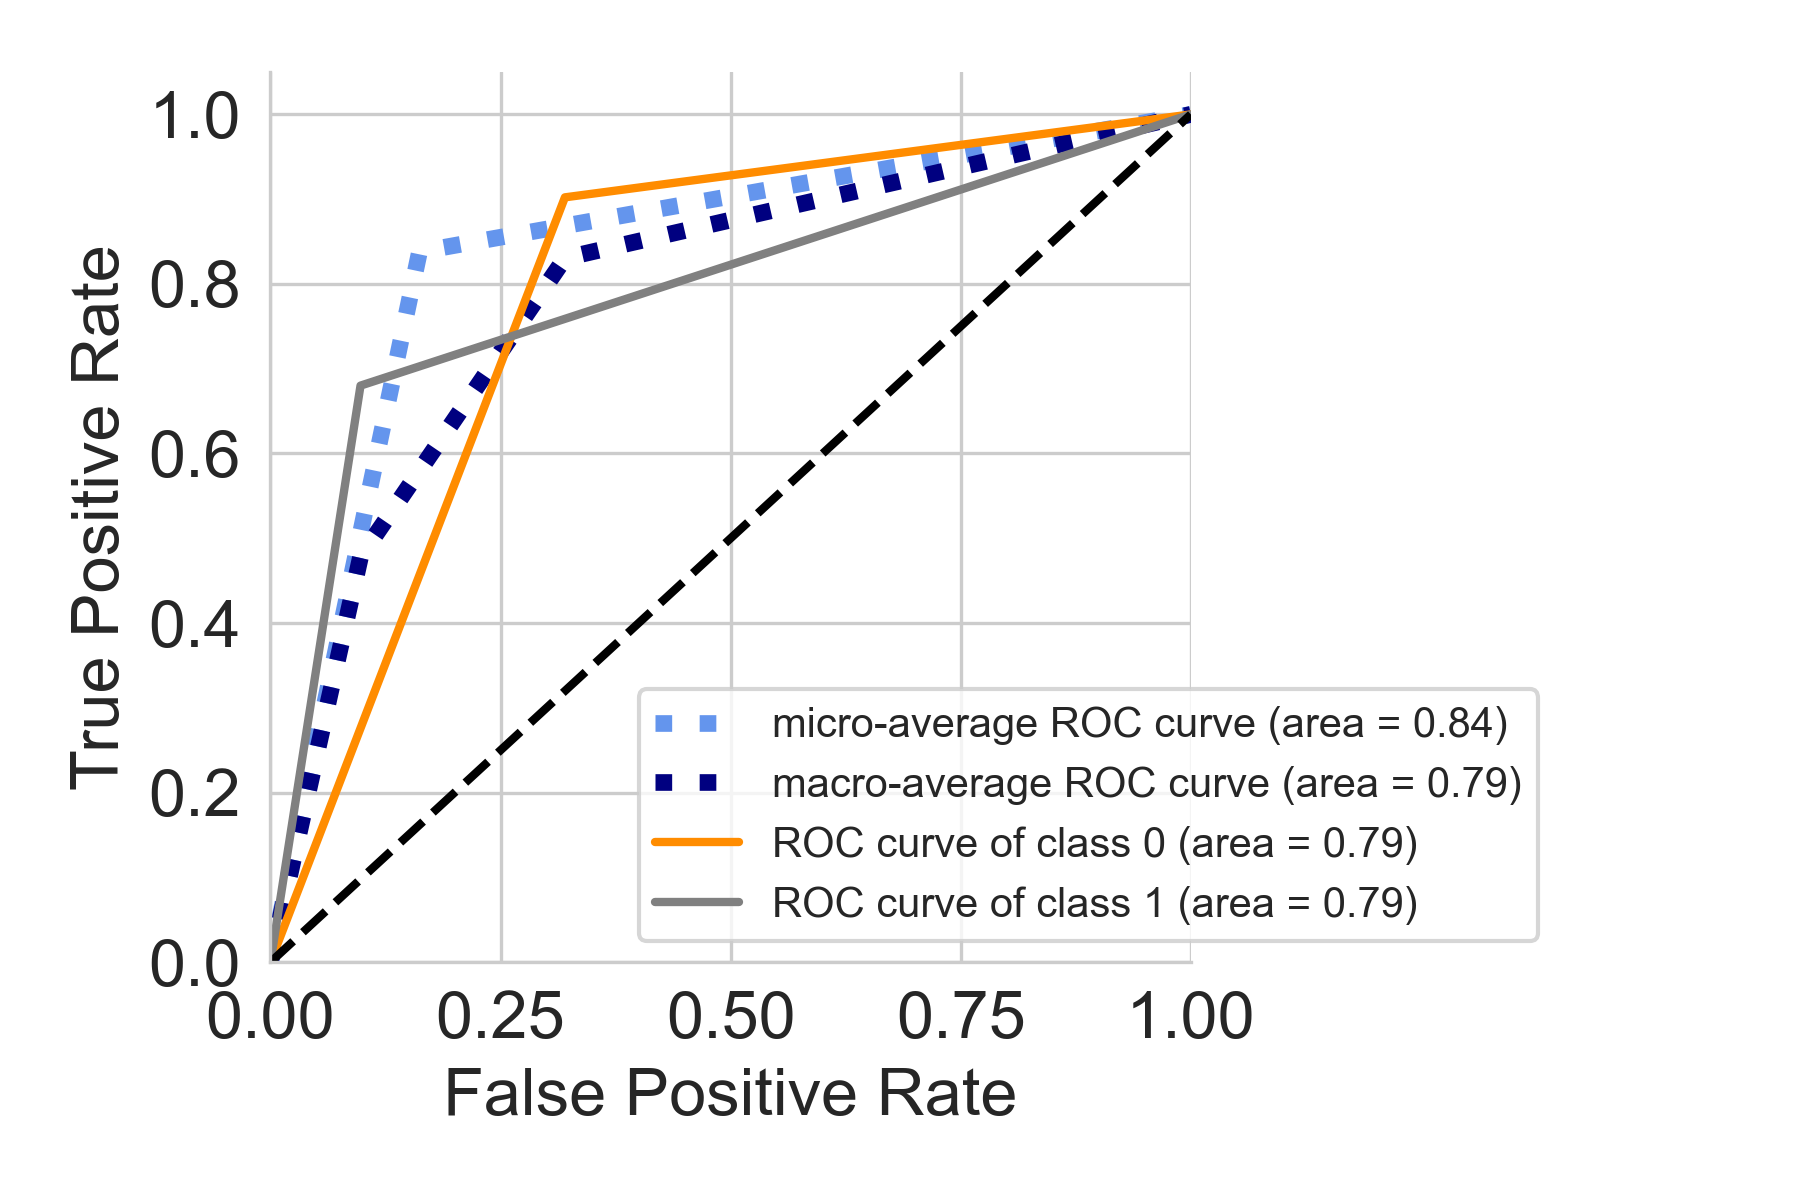 True Positive Rate
1.0
0.8
0.6
0.4
0.2
0.0
0.00 0.25 0.50 0.75 1.00
False Positive Rate
micro-average ROC curve (area = 0.84)
macro-average ROC curve (area = 0.79)
ROC curve of class 0 (area = 0.79)
ROC curve of class 1 (area = 0.79)